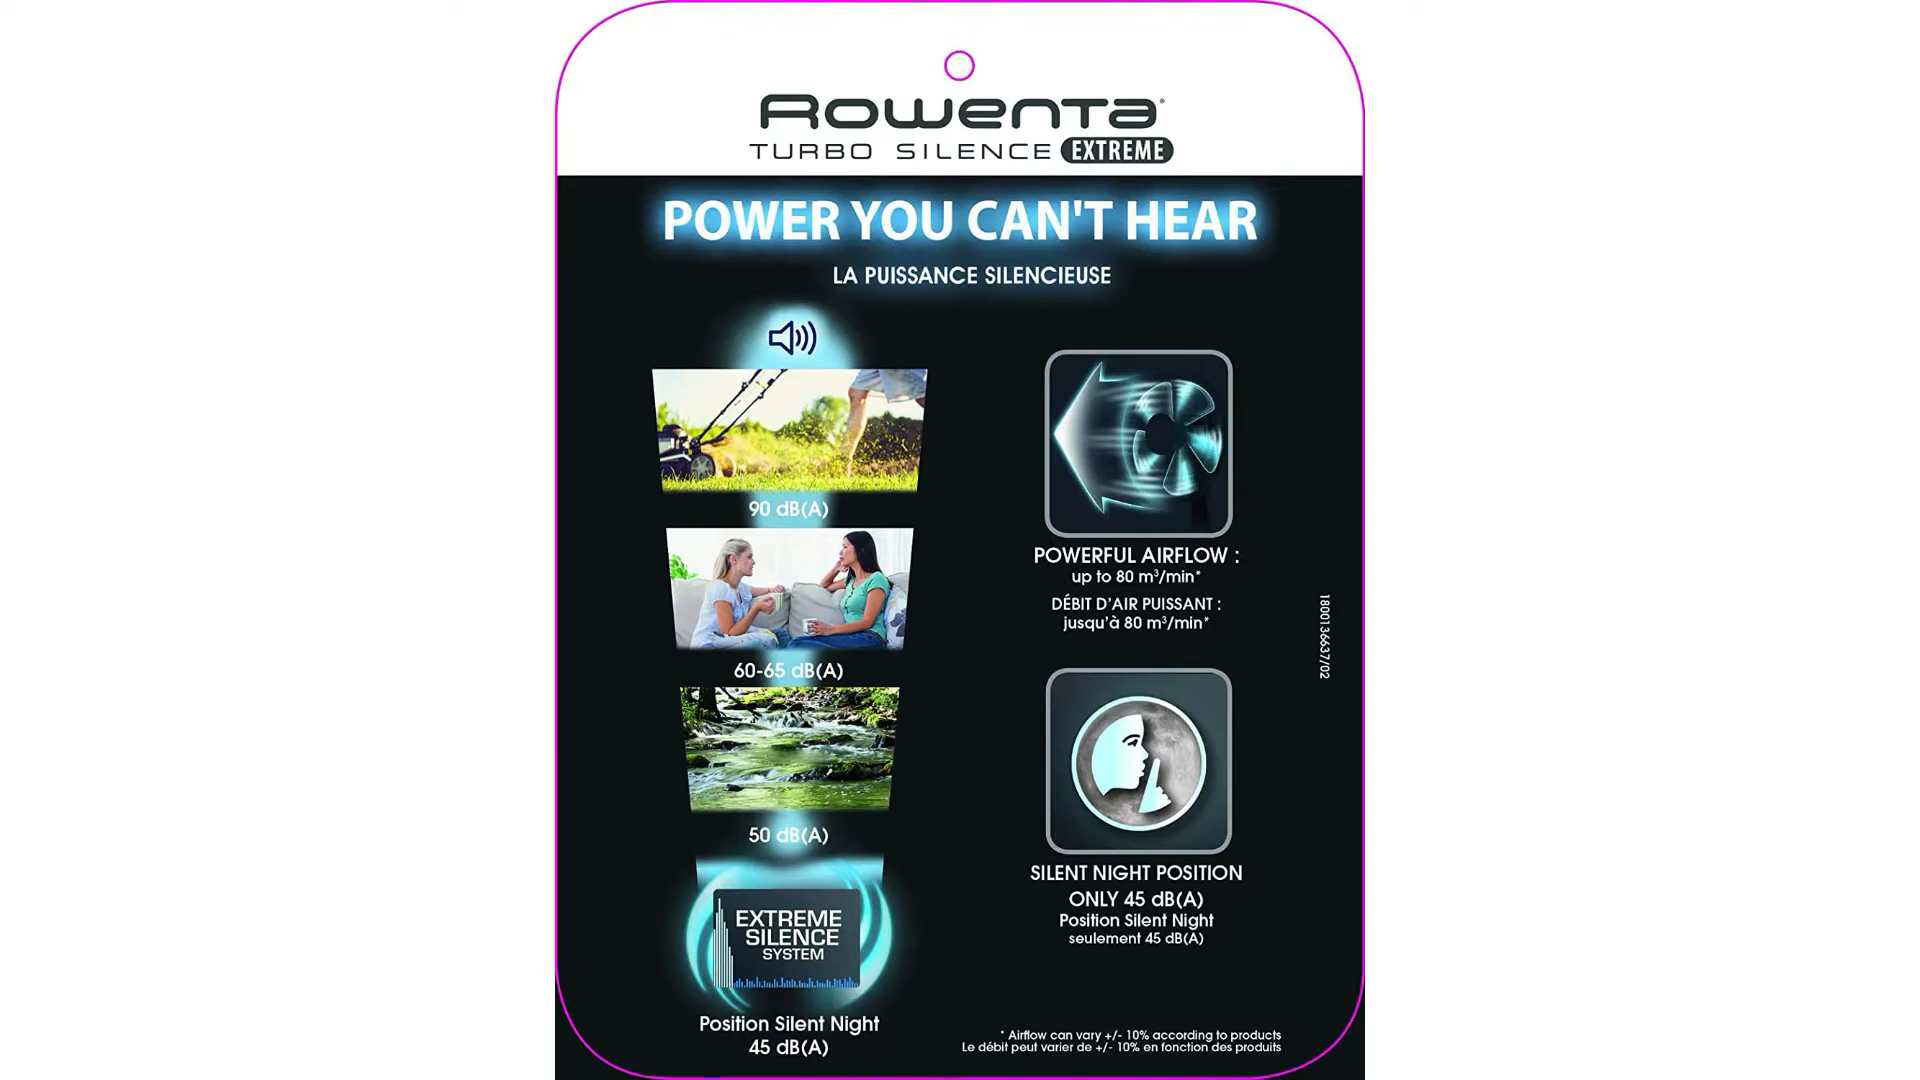 Rowenta
TURBO SILENCE EXTREME
POWER YOU CAN'T HEAR
LA PUISSANCE SILENCIEUSE
90 dB(A)
60-65 dB(A)
50 dB(A)
EXTREME
SILENCE
SYSTEM
Position Silent Night
45 dB(A)
POWERFUL AIRFLOW :
up to 80 m³/min*
DÉBIT D'AIR PUISSANT :
jusqu'à 80 m³/min*
SILENT NIGHT POSITION
ONLY 45 dB(A)
Position Silent Night
seulement 45 dB(A)
1800136637/02
* Airflow can vary +/- 10% according to products
Le débit peut varier de +/- 10% en fonction des produits